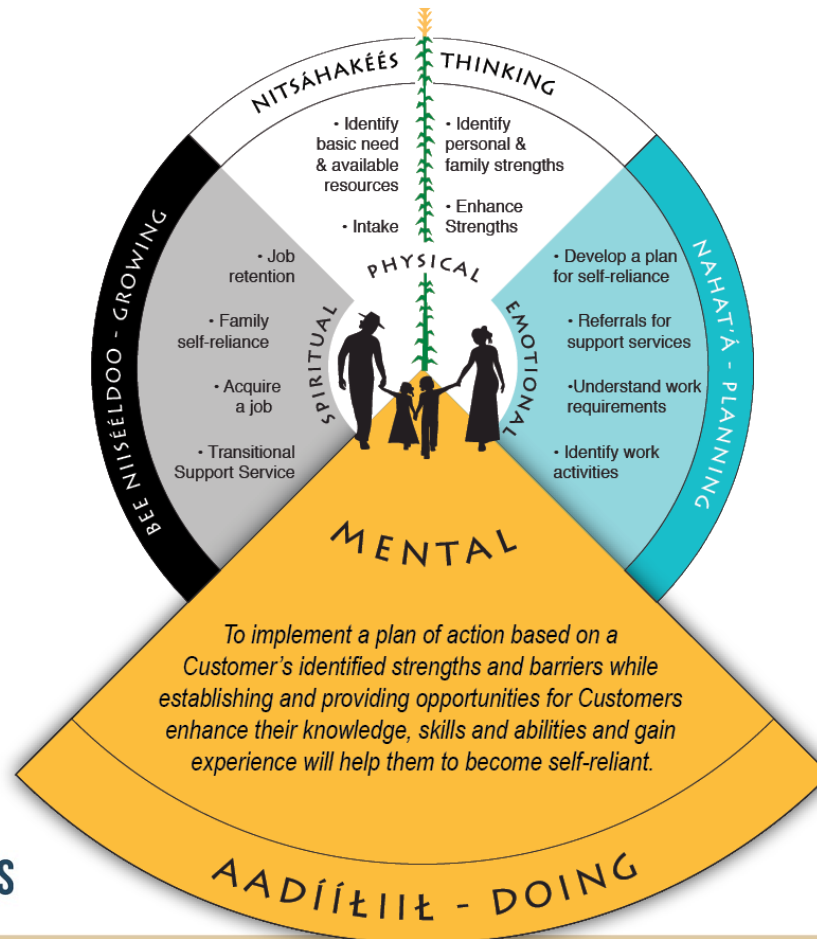 NITSÁHAKÉÉS
THINKING
• Identify
basic need
& available
resources
• Intake
• Identify
personal &
family strengths
• Enhance
Strengths
PHYSICAL
NAHAT'Á - PLANNING
• Develop a plan
for self-reliance
• Referrals for
support services
•Understand work
requirements
• Identify work
activities
EMOTIONAL
BEE NIISÉÉLDOO - GROWING
• Job
retention
• Family
self-reliance
• Acquire
a job
• Transitional
Support Service
SPIRITUAL
MENTAL
To implement a plan of action based on a
Customer's identified strengths and barriers while
establishing and providing opportunities for Customers
enhance their knowledge, skills and abilities and gain
experience will help them to become self-reliant.
AADÍÍŁIIŁ - DOING
S